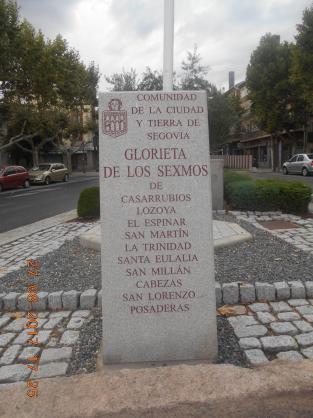 COMUNIDAD DE
LA CIUDAD
Y TIERRA DE
SEGOVIA
GLORIETA
DE LOS SEXMOS
DE
CASARRUBIOS
LOZOYA
EL ESPINAR
SAN MARTÍN
LA TRINIDAD
SANTA EULALIA
SAN MILLÁN
CABEZAS
SAN LORENZO
POSADERAS